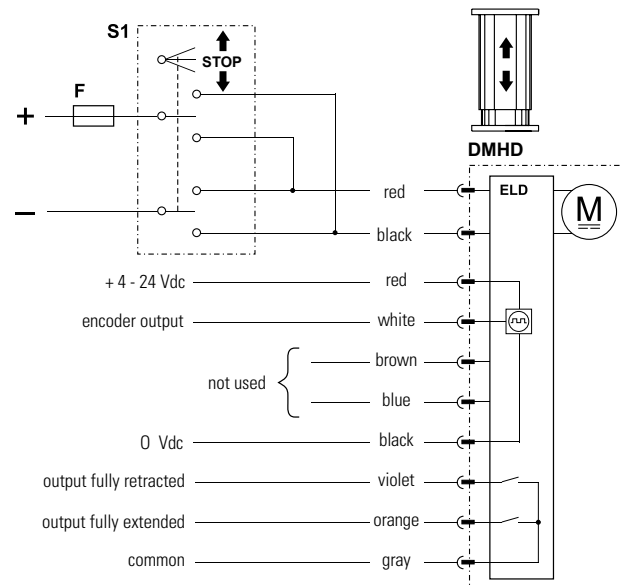 S1
STOP
F
+
–
DMHD
ELD
M
red
black
+ 4 - 24 Vdc red
encoder output white
brown
not used
blue
0 Vdc black
output fully retracted violet
output fully extended orange
common gray